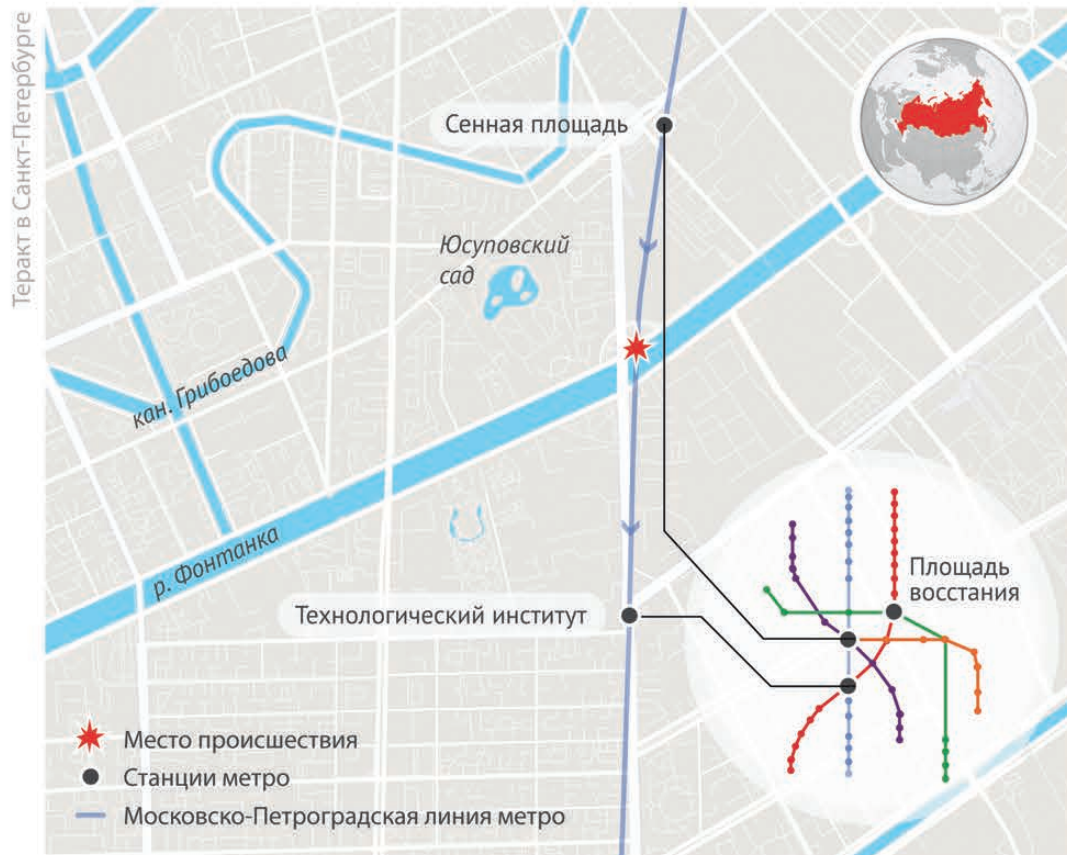 Теракт в Санкт-Петербурге
Сенная площадь
Юсуповский
сад
кан. Грибоедова
р. Фонтанка
Технологический институт
Площадь
восстания
Место происшествия
Станции метро
Московско-Петроградская линия метро